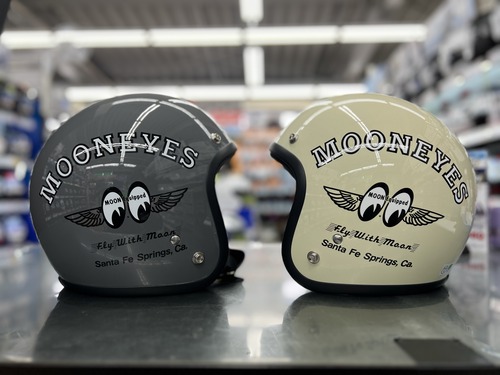 MOONEYES
MOON Equipped
Fly With Moon
Santa Fe Springs, Ca.
MOONEYES
MOON Equipped
Fly With Moon
Santa Fe Springs, Ca.